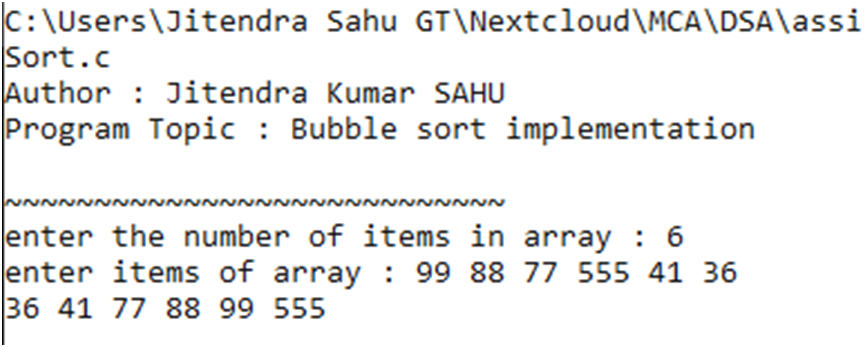 C:\Users\Jitendra Sahu GT\Nextcloud\MCA\DSA\assi
Sort.c
Author : Jitendra Kumar SAHU
Program Topic : Bubble sort implementation
~~~~~~~~~~~~~~~~~~~~~~~~~~~~
enter the number of items in array : 6
enter items of array : 99 88 77 555 41 36
36 41 77 88 99 555